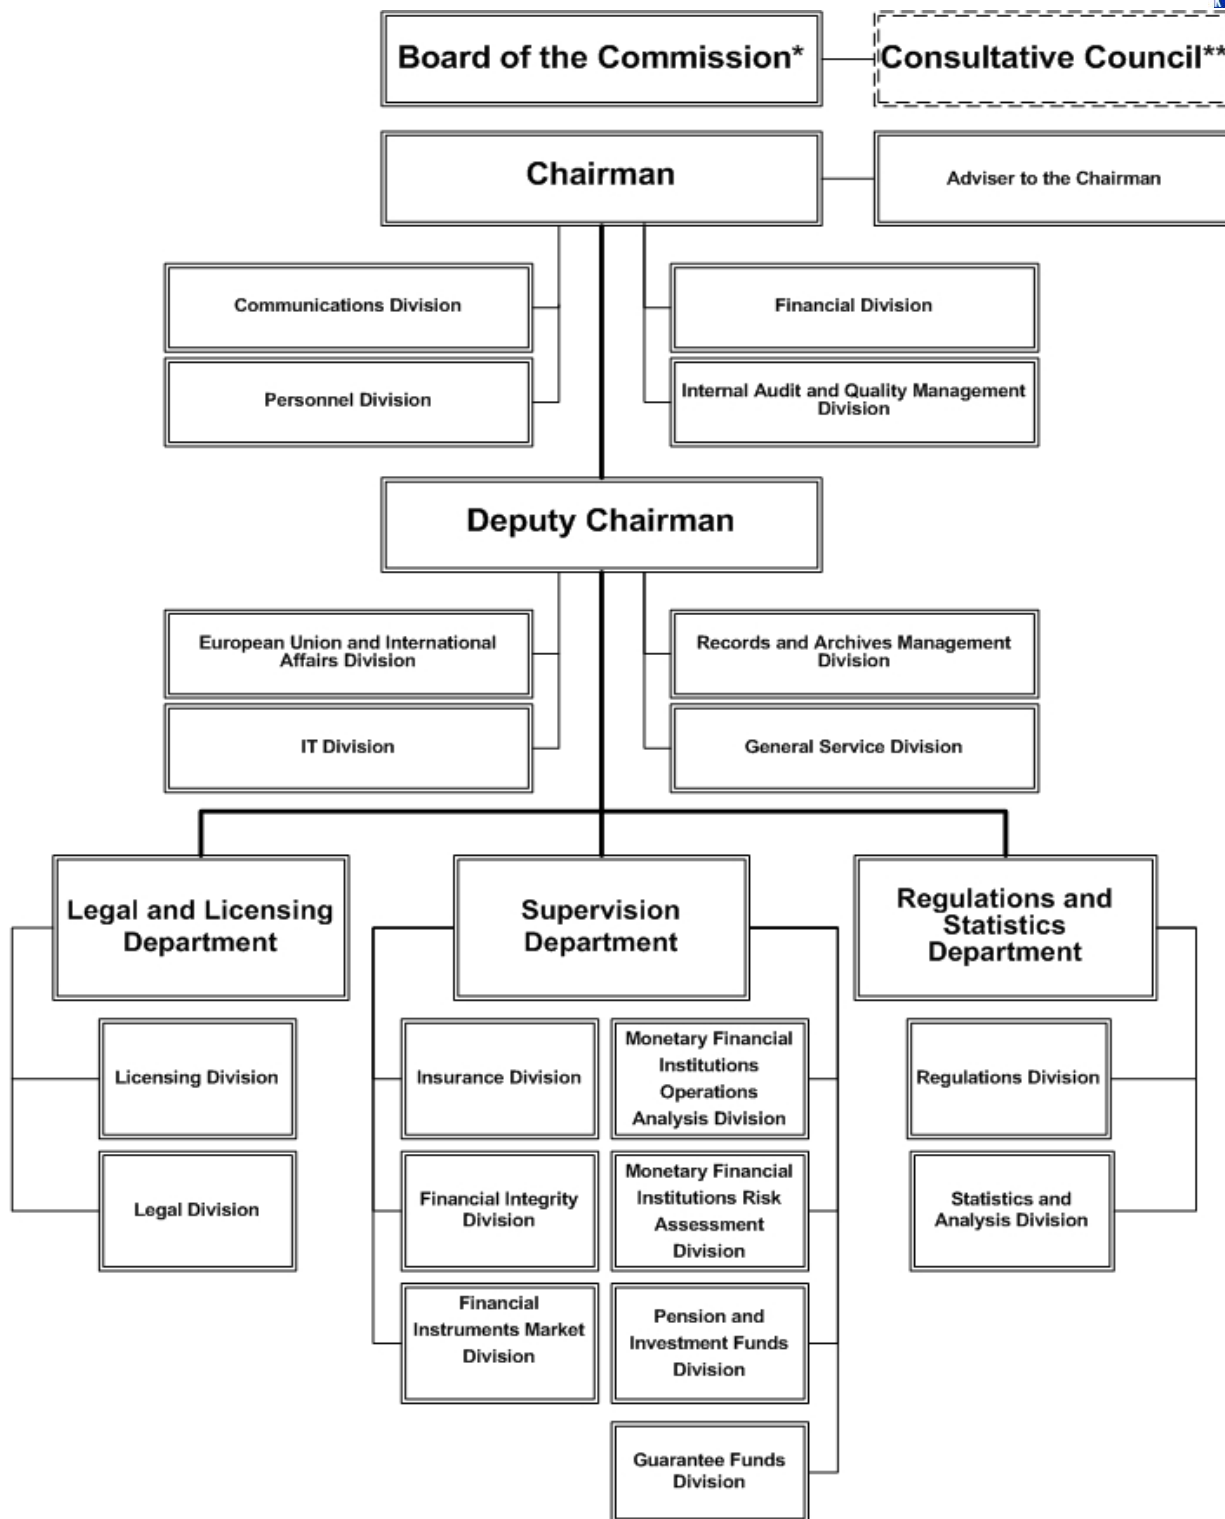 Board of the Commission*
Consultative Council**
Chairman
Adviser to the Chairman
Communications Division
Financial Division
Personnel Division
Internal Audit and Quality Management
Division
Deputy Chairman
European Union and International
Affairs Division
Records and Archives Management
Division
IT Division
General Service Division
Legal and Licensing
Department
Supervision
Department
Regulations and
Statistics
Department
Licensing Division
Insurance Division
Monetary Financial
Institutions
Operations
Analysis Division
Regulations Division
Legal Division
Financial Integrity
Division
Monetary Financial
Institutions Risk
Assessment
Division
Statistics and
Analysis Division
Financial
Instruments Market
Division
Pension and
Investment Funds
Division
Guarantee Funds
Division